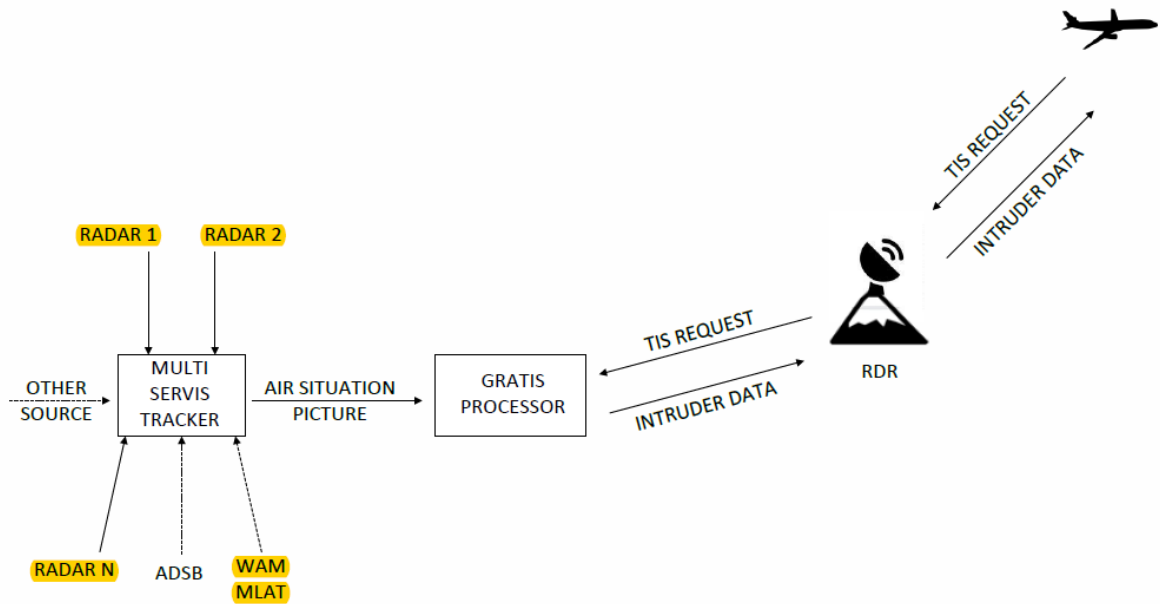 TIS REQUEST
INTRUDER DATA
RADAR 1
RADAR 2
TIS REQUEST
INTRUDER DATA
RDR
OTHER
SOURCE
MULTI
SERVIS
TRACKER
AIR SITUATION
PICTURE
GRATIS
PROCESSOR
RADAR N
ADSB
WAM
MLAT